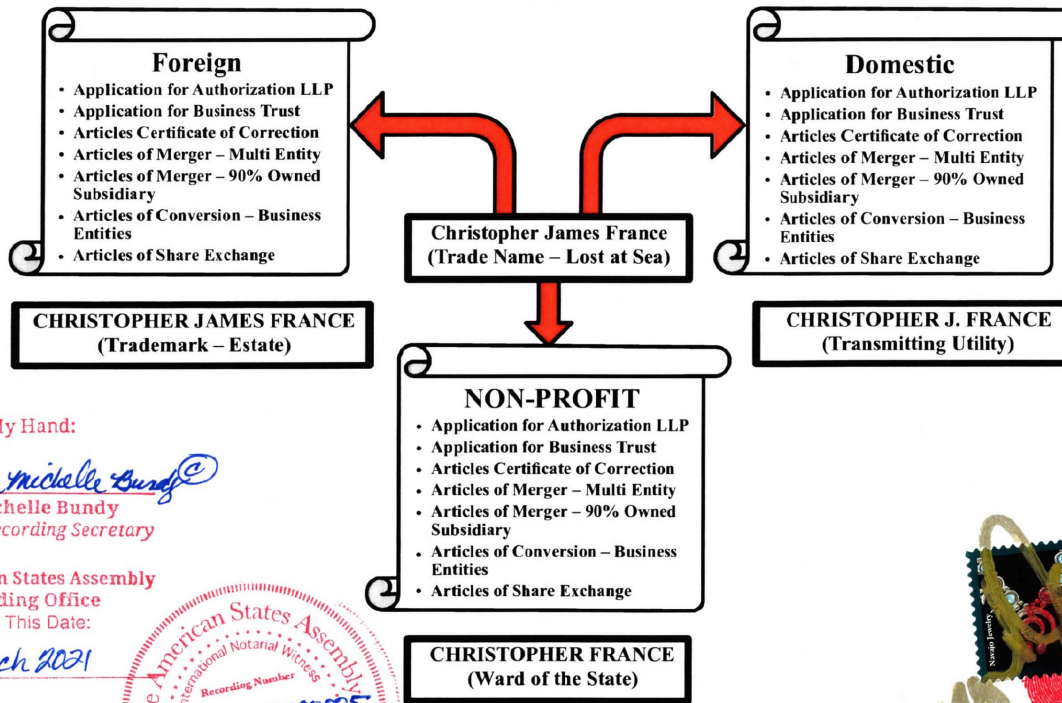 Foreign
• Application for Authorization LLP
• Application for Business Trust
• Articles Certificate of Correction
• Articles of Merger – Multi Entity
• Articles of Merger – 90% Owned
Subsidiary
• Articles of Conversion – Business
Entities
• Articles of Share Exchange
CHRISTOPHER JAMES FRANCE
(Trademark – Estate)
Christopher James France
(Trade Name – Lost at Sea)
Domestic
• Application for Authorization LLP
• Application for Business Trust
• Articles Certificate of Correction
• Articles of Merger – Multi Entity
• Articles of Merger – 90% Owned
Subsidiary
• Articles of Conversion – Business
Entities
• Articles of Share Exchange
CHRISTOPHER J. FRANCE
(Transmitting Utility)
NON-PROFIT
• Application for Authorization LLP
• Application for Business Trust
• Articles Certificate of Correction
• Articles of Merger – Multi Entity
• Articles of Merger – 90% Owned
Subsidiary
• Articles of Conversion – Business
Entities
• Articles of Share Exchange
CHRISTOPHER FRANCE
(Ward of the State)
My Hand:
Michelle Bundy ©
chelle Bundy
ecording Secretary
n States Assembly
ding Office
This Date:
ch 2021
e American States Assembly
International Notarial Witness
Recording Number
Navajo Jewelry